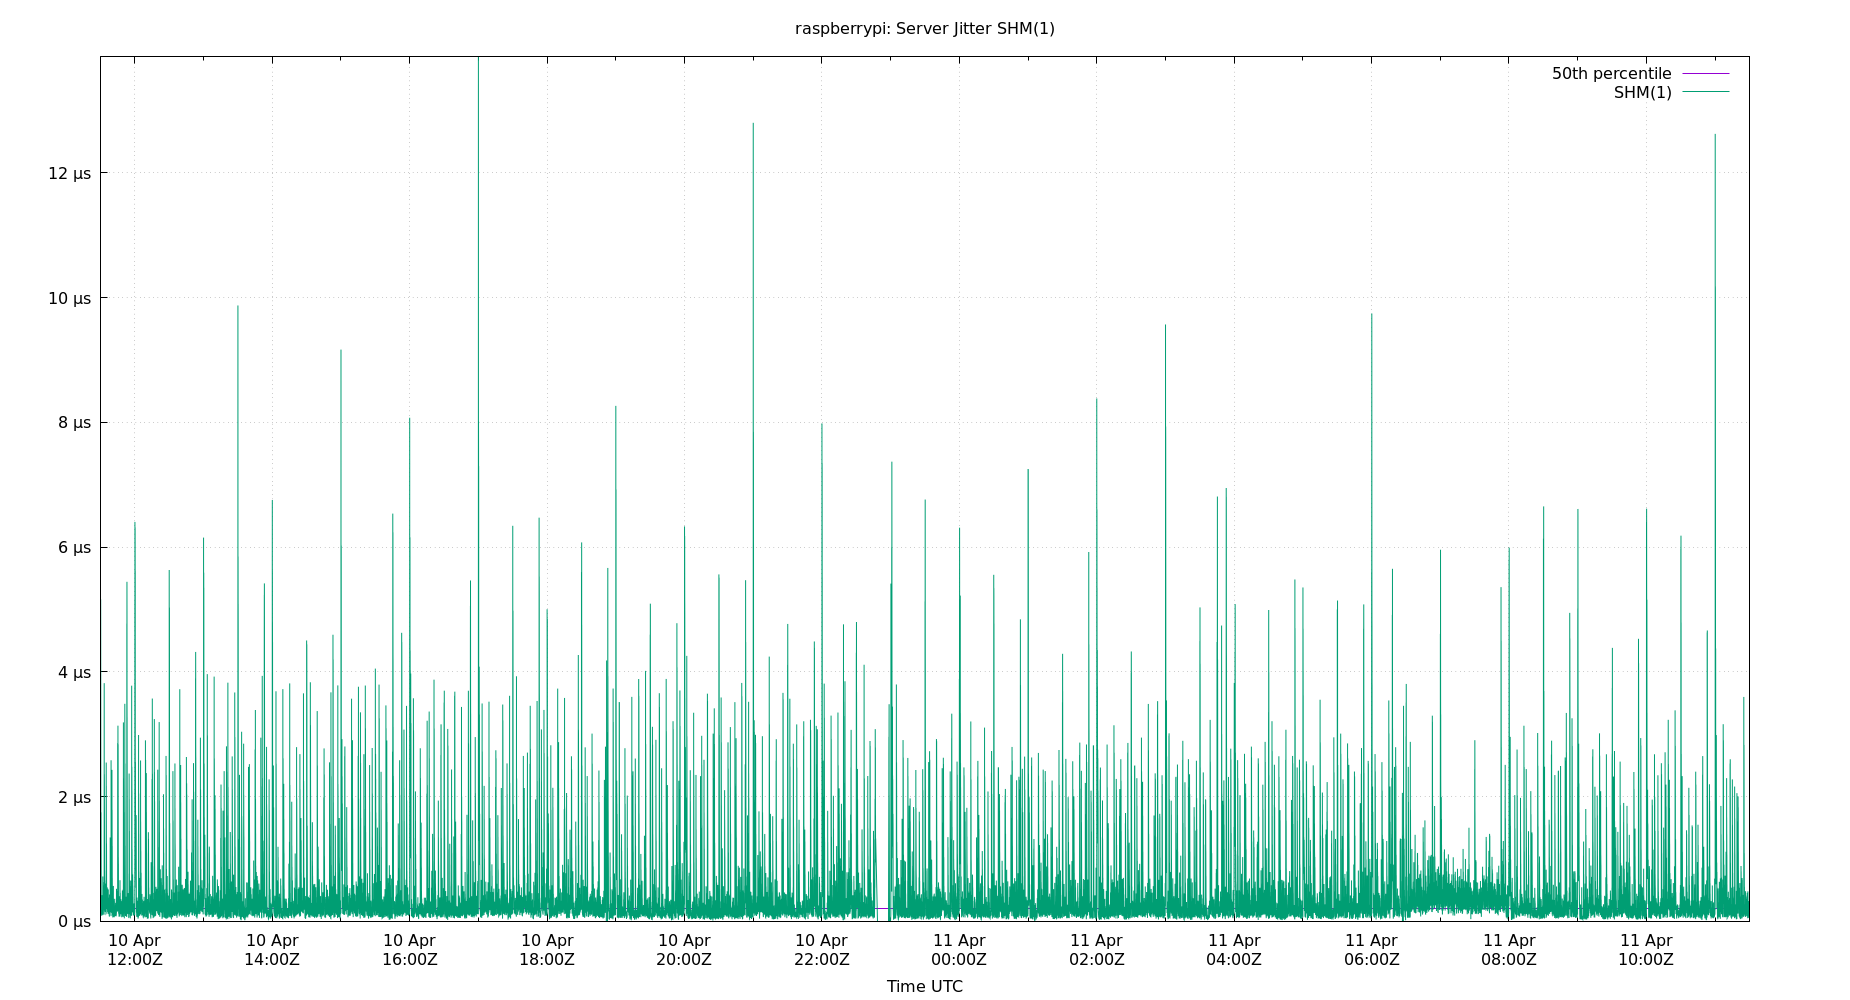 raspberrypi: Server Jitter SHM(1)
50th percentile
SHM(1)
12 µs
10 µs
8 µs
6 µs
4 µs
2 µs
0 µs
10 Apr 10 Apr 10 Apr 10 Apr 10 Apr 10 Apr 11 Apr 11 Apr 11 Apr 11 Apr 11 Apr 11 Apr
12:00Z 14:00Z 16:00Z 18:00Z 20:00Z 22:00Z 00:00Z 02:00Z 04:00Z 06:00Z 08:00Z 10:00Z
Time UTC